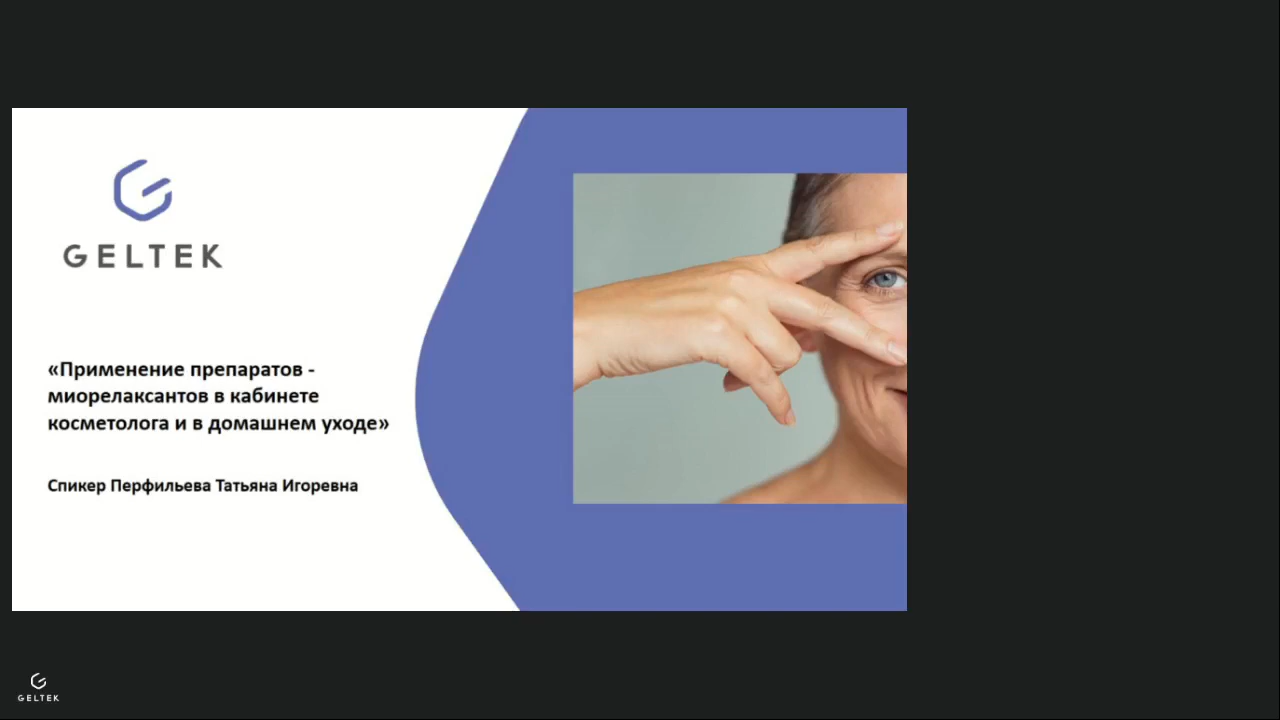 GELTEK
«Применение препаратов -
миорелаксантов в кабинете
косметолога и в домашнем уходе»
Спикер Перфильева Татьяна Игоревна
GELTEK